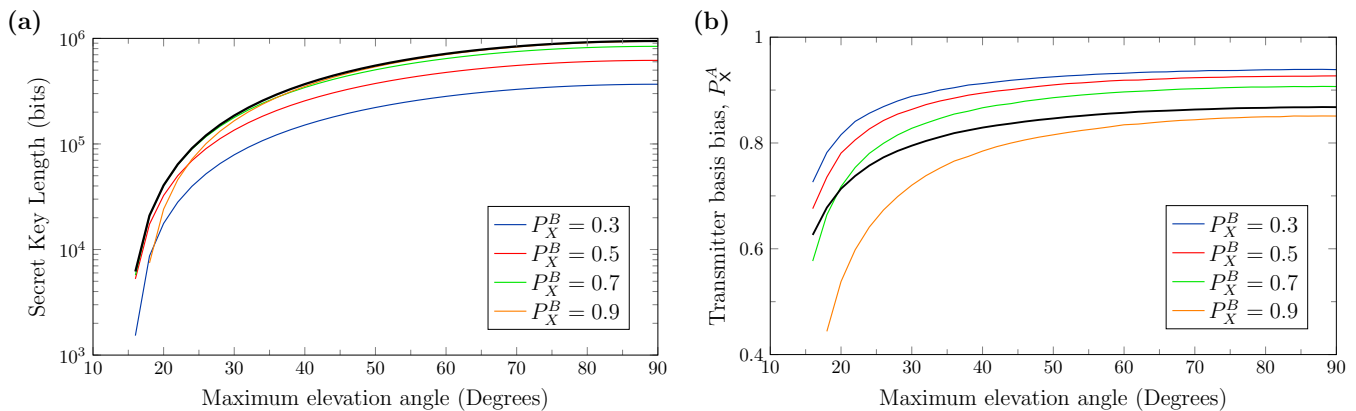 (a)
Secret Key Length (bits)
10^6
10^5
10^4
10^3
10 20 30 40 50 60 70 80 90
Maximum elevation angle (Degrees)
P_X^B = 0.3
P_X^B = 0.5
P_X^B = 0.7
P_X^B = 0.9
(b)
Transmitter basis bias, P_X^A
1
0.8
0.6
0.4
10 20 30 40 50 60 70 80 90
Maximum elevation angle (Degrees)
P_X^B = 0.3
P_X^B = 0.5
P_X^B = 0.7
P_X^B = 0.9